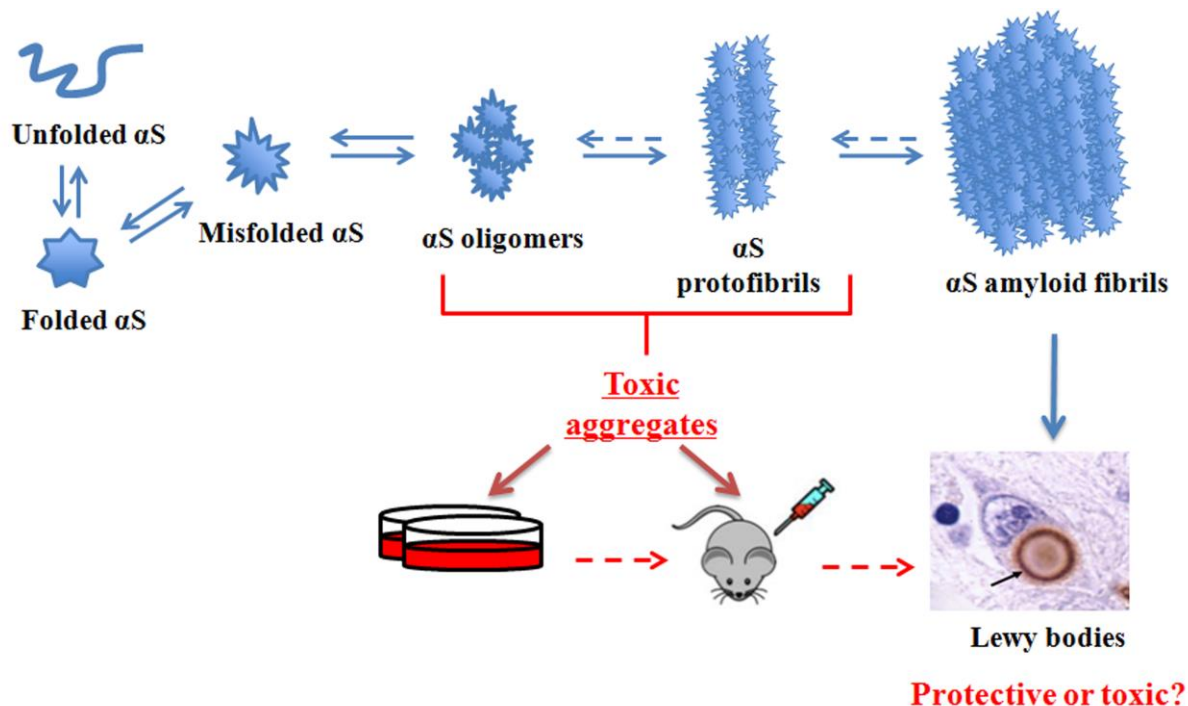 Unfolded αS
Folded αS
Misfolded αS
αS oligomers
αS
protofibrils
αS amyloid fibrils
Toxic
aggregates
Lewy bodies
Protective or toxic?